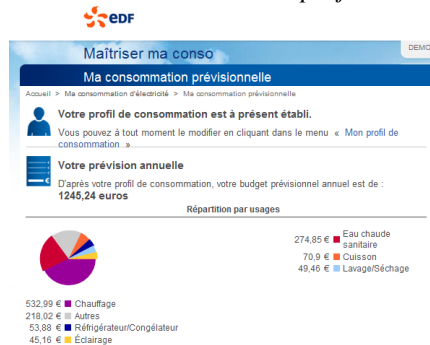 edf
Maîtriser ma conso
DEMO
Ma consommation prévisionnelle
Accueil > Ma consommation d'électricité > Ma consommation prévisionnelle
Votre profil de consommation est à présent établi.
Vous pouvez à tout moment le modifier en cliquant dans le menu « Mon profil de
consommation »
Votre prévision annuelle
D'après votre profil de consommation, votre budget prévisionnel annuel est de :
1245,24 euros
Répartition par usages
274,85 € Eau chaude
sanitaire
70,9 € Cuisson
49,46 € Lavage/Séchage
532,99 € Chauffage
218,02 € Autres
53,88 € Réfrigérateur/Congélateur
45,16 € Éclairage